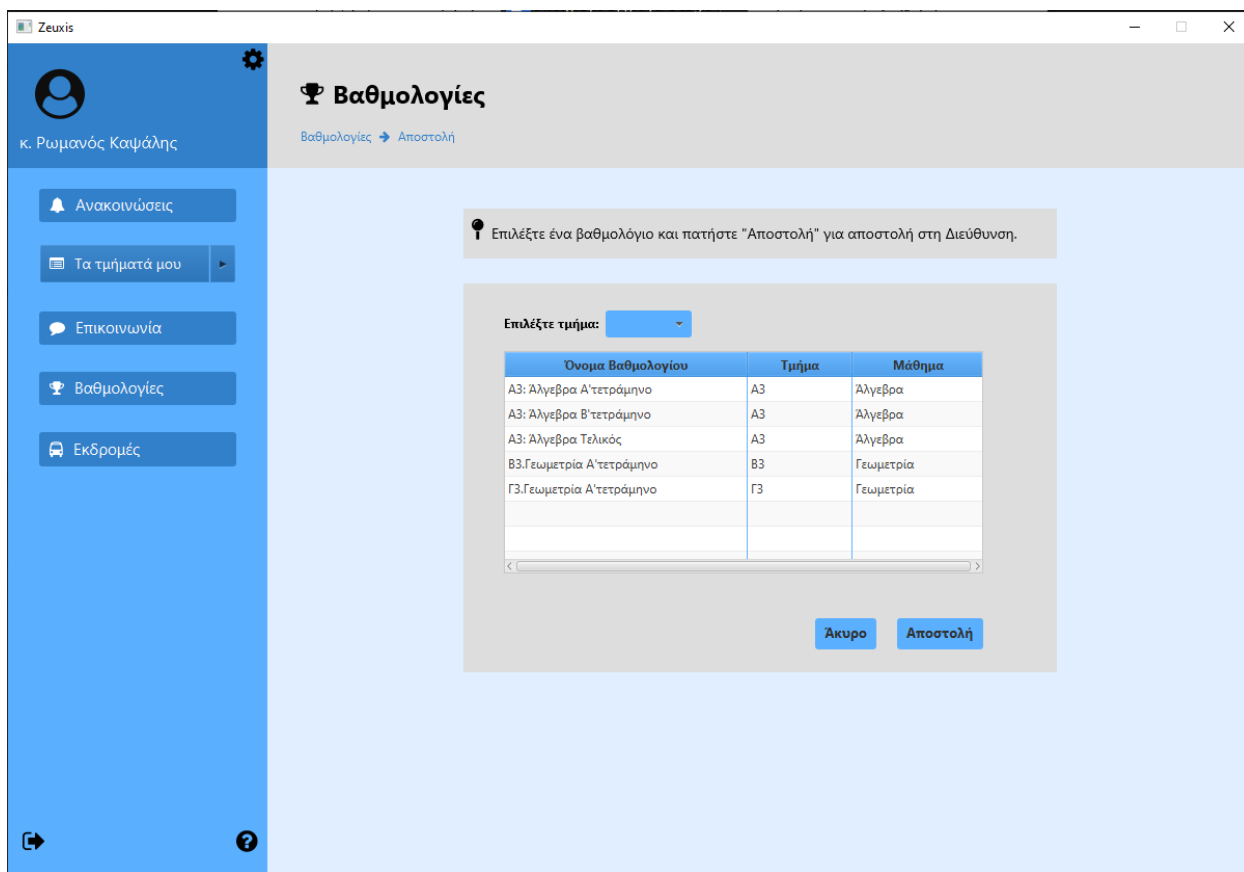 Zeuxis
κ. Ρωμανός Καψάλης
Ανακοινώσεις
Τα τμήματά μου
Επικοινωνία
Βαθμολογίες
Εκδρομές
Βαθμολογίες
Βαθμολογίες Αποστολή
Επιλέξτε ένα βαθμολόγιο και πατήστε "Αποστολή" για αποστολή στη Διεύθυνση.
Επιλέξτε τμήμα:
Όνομα Βαθμολογίου Τμήμα Μάθημα
Α3: Άλγεβρα Α'τετράμηνο Α3 Άλγεβρα
Α3: Άλγεβρα Β'τετράμηνο Α3 Άλγεβρα
Α3: Άλγεβρα Τελικός Α3 Άλγεβρα
Β3.Γεωμετρία Α'τετράμηνο Β3 Γεωμετρία
Γ3.Γεωμετρία Α'τετράμηνο Γ3 Γεωμετρία
Άκυρο Αποστολή